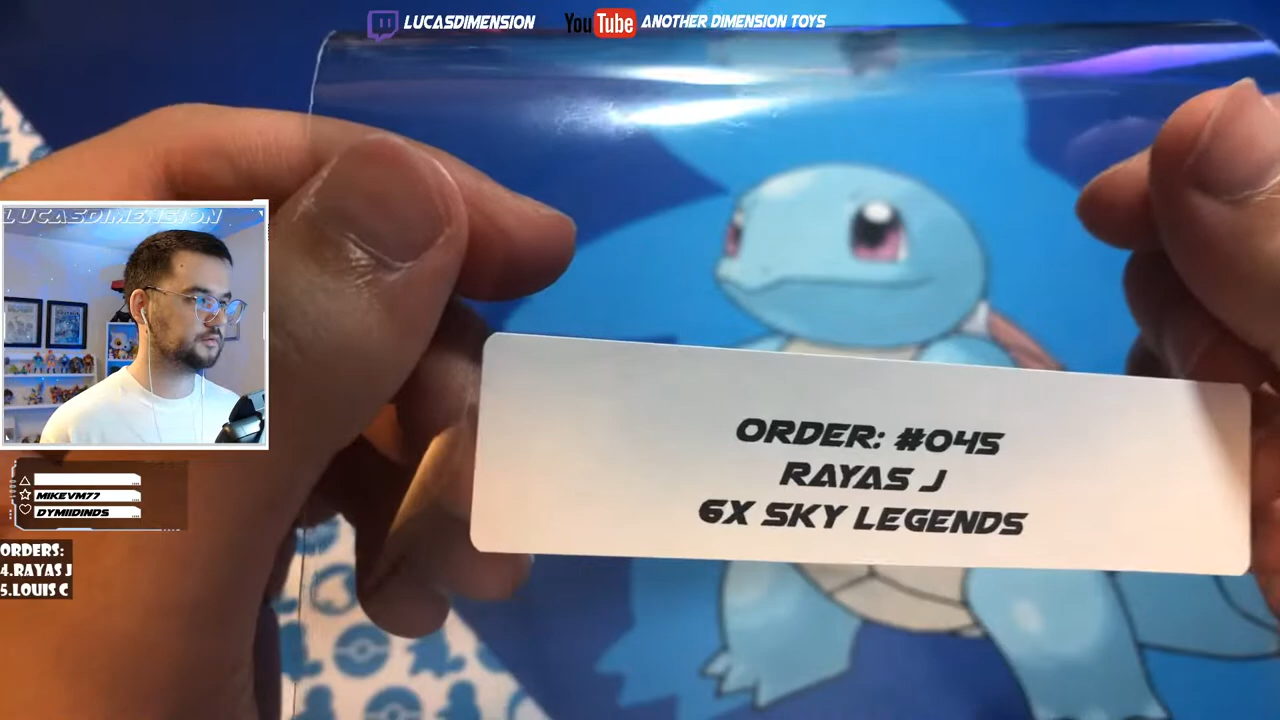 LUCASDIMENSION
YouTube ANOTHER DIMENSION TOYS
LUCASDIMENSION
ORDER: #045
RAYAS J
6X SKY LEGENDS
MIKEVM77
DYMIIDINDS
ORDERS:
4.RAYAS J
5.LOUIS C